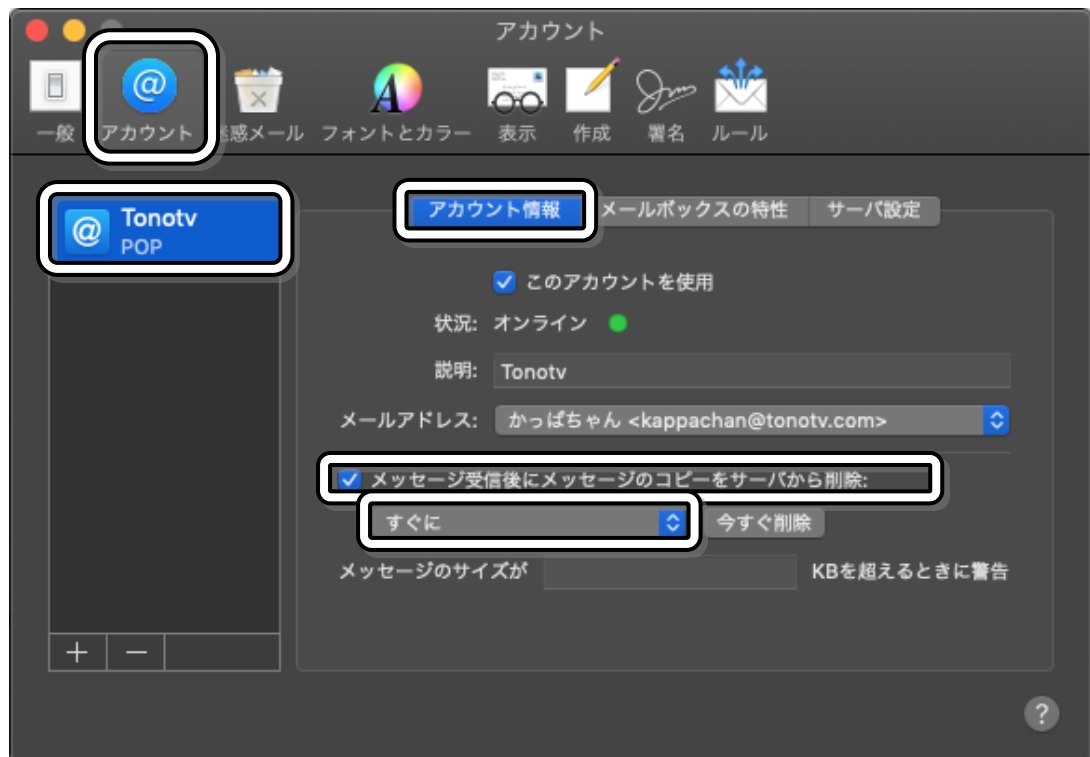 アカウント
一般 アカウント 迷惑メール フォントとカラー 表示 作成 署名 ルール
Tonotv
POP
アカウント情報 メールボックスの特性 サーバ設定
このアカウントを使用
状況: オンライン
説明: Tonotv
メールアドレス: かっぱちゃん <kappachan@tonotv.com>
メッセージ受信後にメッセージのコピーをサーバから削除:
すぐに 今すぐ削除
メッセージのサイズが KBを超えるときに警告